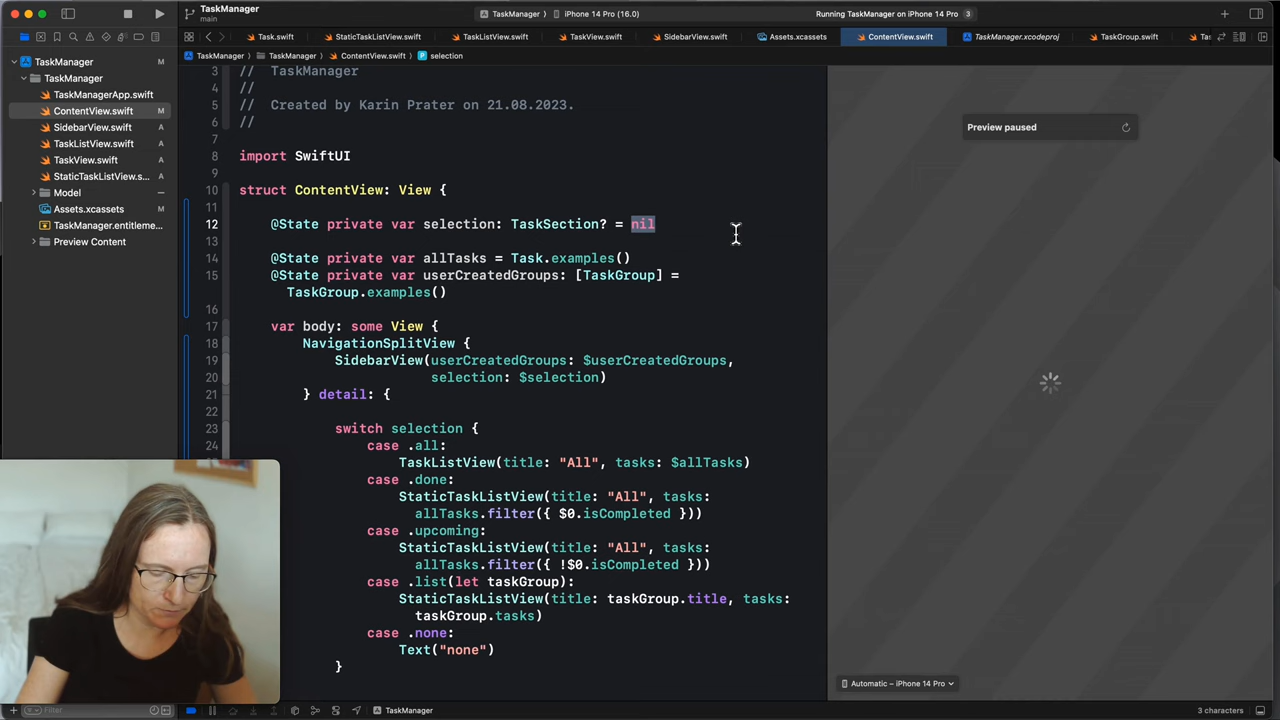 TaskManager
main
TaskManager 〉 iPhone 14 Pro (16.0)
Running TaskManager on iPhone 14 Pro 3
Task.swift
StaticTaskListView.swift
TaskListView.swift
TaskView.swift
SidebarView.swift
Assets.xcassets
ContentView.swift
TaskManager.xcodeproj
TaskGroup.swift
Ta
TaskManager 〉 TaskManager 〉 ContentView.swift 〉 P selection
TaskManager M
TaskManager
TaskManagerApp.swift
ContentView.swift M
SidebarView.swift A
TaskListView.swift A
TaskView.swift A
StaticTaskListView.s... A
Model
Assets.xcassets A
TaskManager.entitleme...
Preview Content
3 // TaskManager
4 //
5 // Created by Karin Prater on 21.08.2023.
6 //
7
8 import SwiftUI
9
10 struct ContentView: View {
11
12 @State private var selection: TaskSection? = nil
13
14 @State private var allTasks = Task.examples()
15 @State private var userCreatedGroups: [TaskGroup] =
TaskGroup.examples()
16
17 var body: some View {
18 NavigationSplitView {
19 SidebarView(userCreatedGroups: $userCreatedGroups,
20 selection: $selection)
21 } detail: {
22
23 switch selection {
24 case .all:
TaskListView(title: "All", tasks: $allTasks)
case .done:
StaticTaskListView(title: "All", tasks:
allTasks.filter({ $0.isCompleted }))
case .upcoming:
StaticTaskListView(title: "All", tasks:
allTasks.filter({ !$0.isCompleted }))
case .list(let taskGroup):
StaticTaskListView(title: taskGroup.title, tasks:
taskGroup.tasks)
case .none:
Text("none")
}
Preview paused
Automatic – iPhone 14 Pro
Filter
TaskManager
3 characters